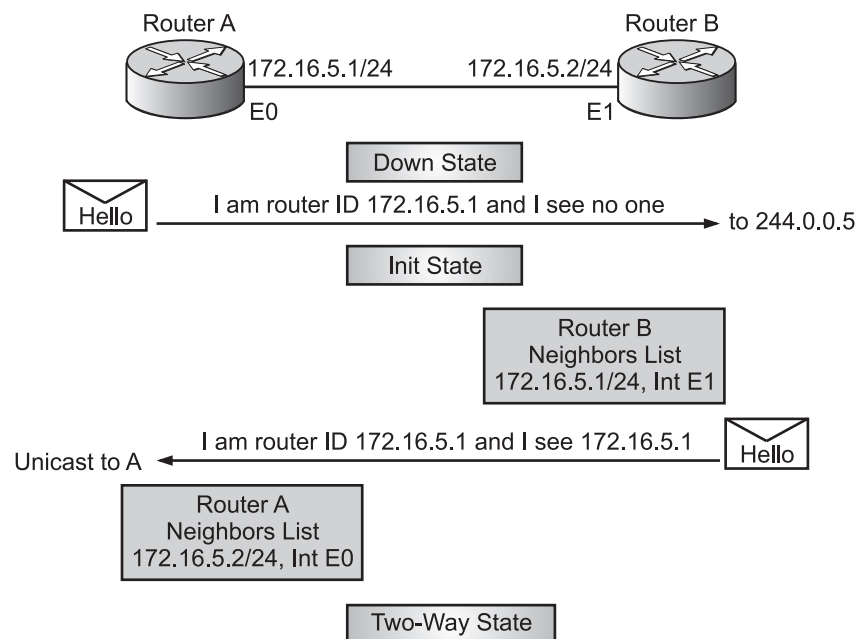 Router A
Router B
172.16.5.1/24
172.16.5.2/24
E0
E1
Down State
Hello
I am router ID 172.16.5.1 and I see no one
to 244.0.0.5
Init State
Router B
Neighbors List
172.16.5.1/24, Int E1
Unicast to A
I am router ID 172.16.5.1 and I see 172.16.5.1
Hello
Router A
Neighbors List
172.16.5.2/24, Int E0
Two-Way State